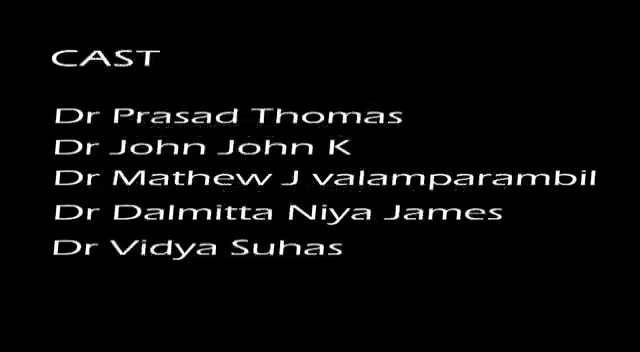 CAST
Dr Prasad Thomas
Dr John John K
Dr Mathew J valamparambil
Dr Dalmitta Niya James
Dr Vidya Suhas